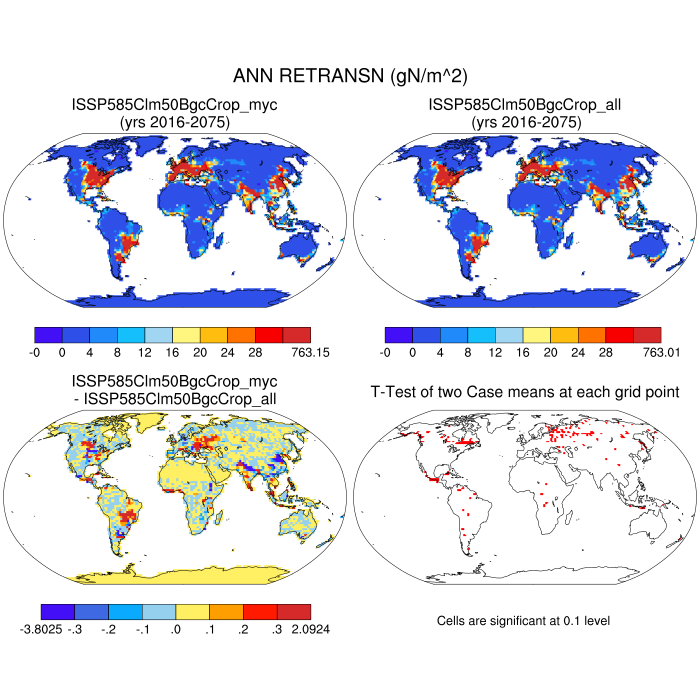 ANN RETRANSN (gN/m^2)
ISSP585Clm50BgcCrop_myc
(yrs 2016-2075)
ISSP585Clm50BgcCrop_all
(yrs 2016-2075)
-0 0 4 8 12 16 20 24 28 763.15
-0 0 4 8 12 16 20 24 28 763.01
ISSP585Clm50BgcCrop_myc
- ISSP585Clm50BgcCrop_all
T-Test of two Case means at each grid point
-3.8025 -.3 -.2 -.1 .0 .1 .2 .3 2.0924
Cells are significant at 0.1 level